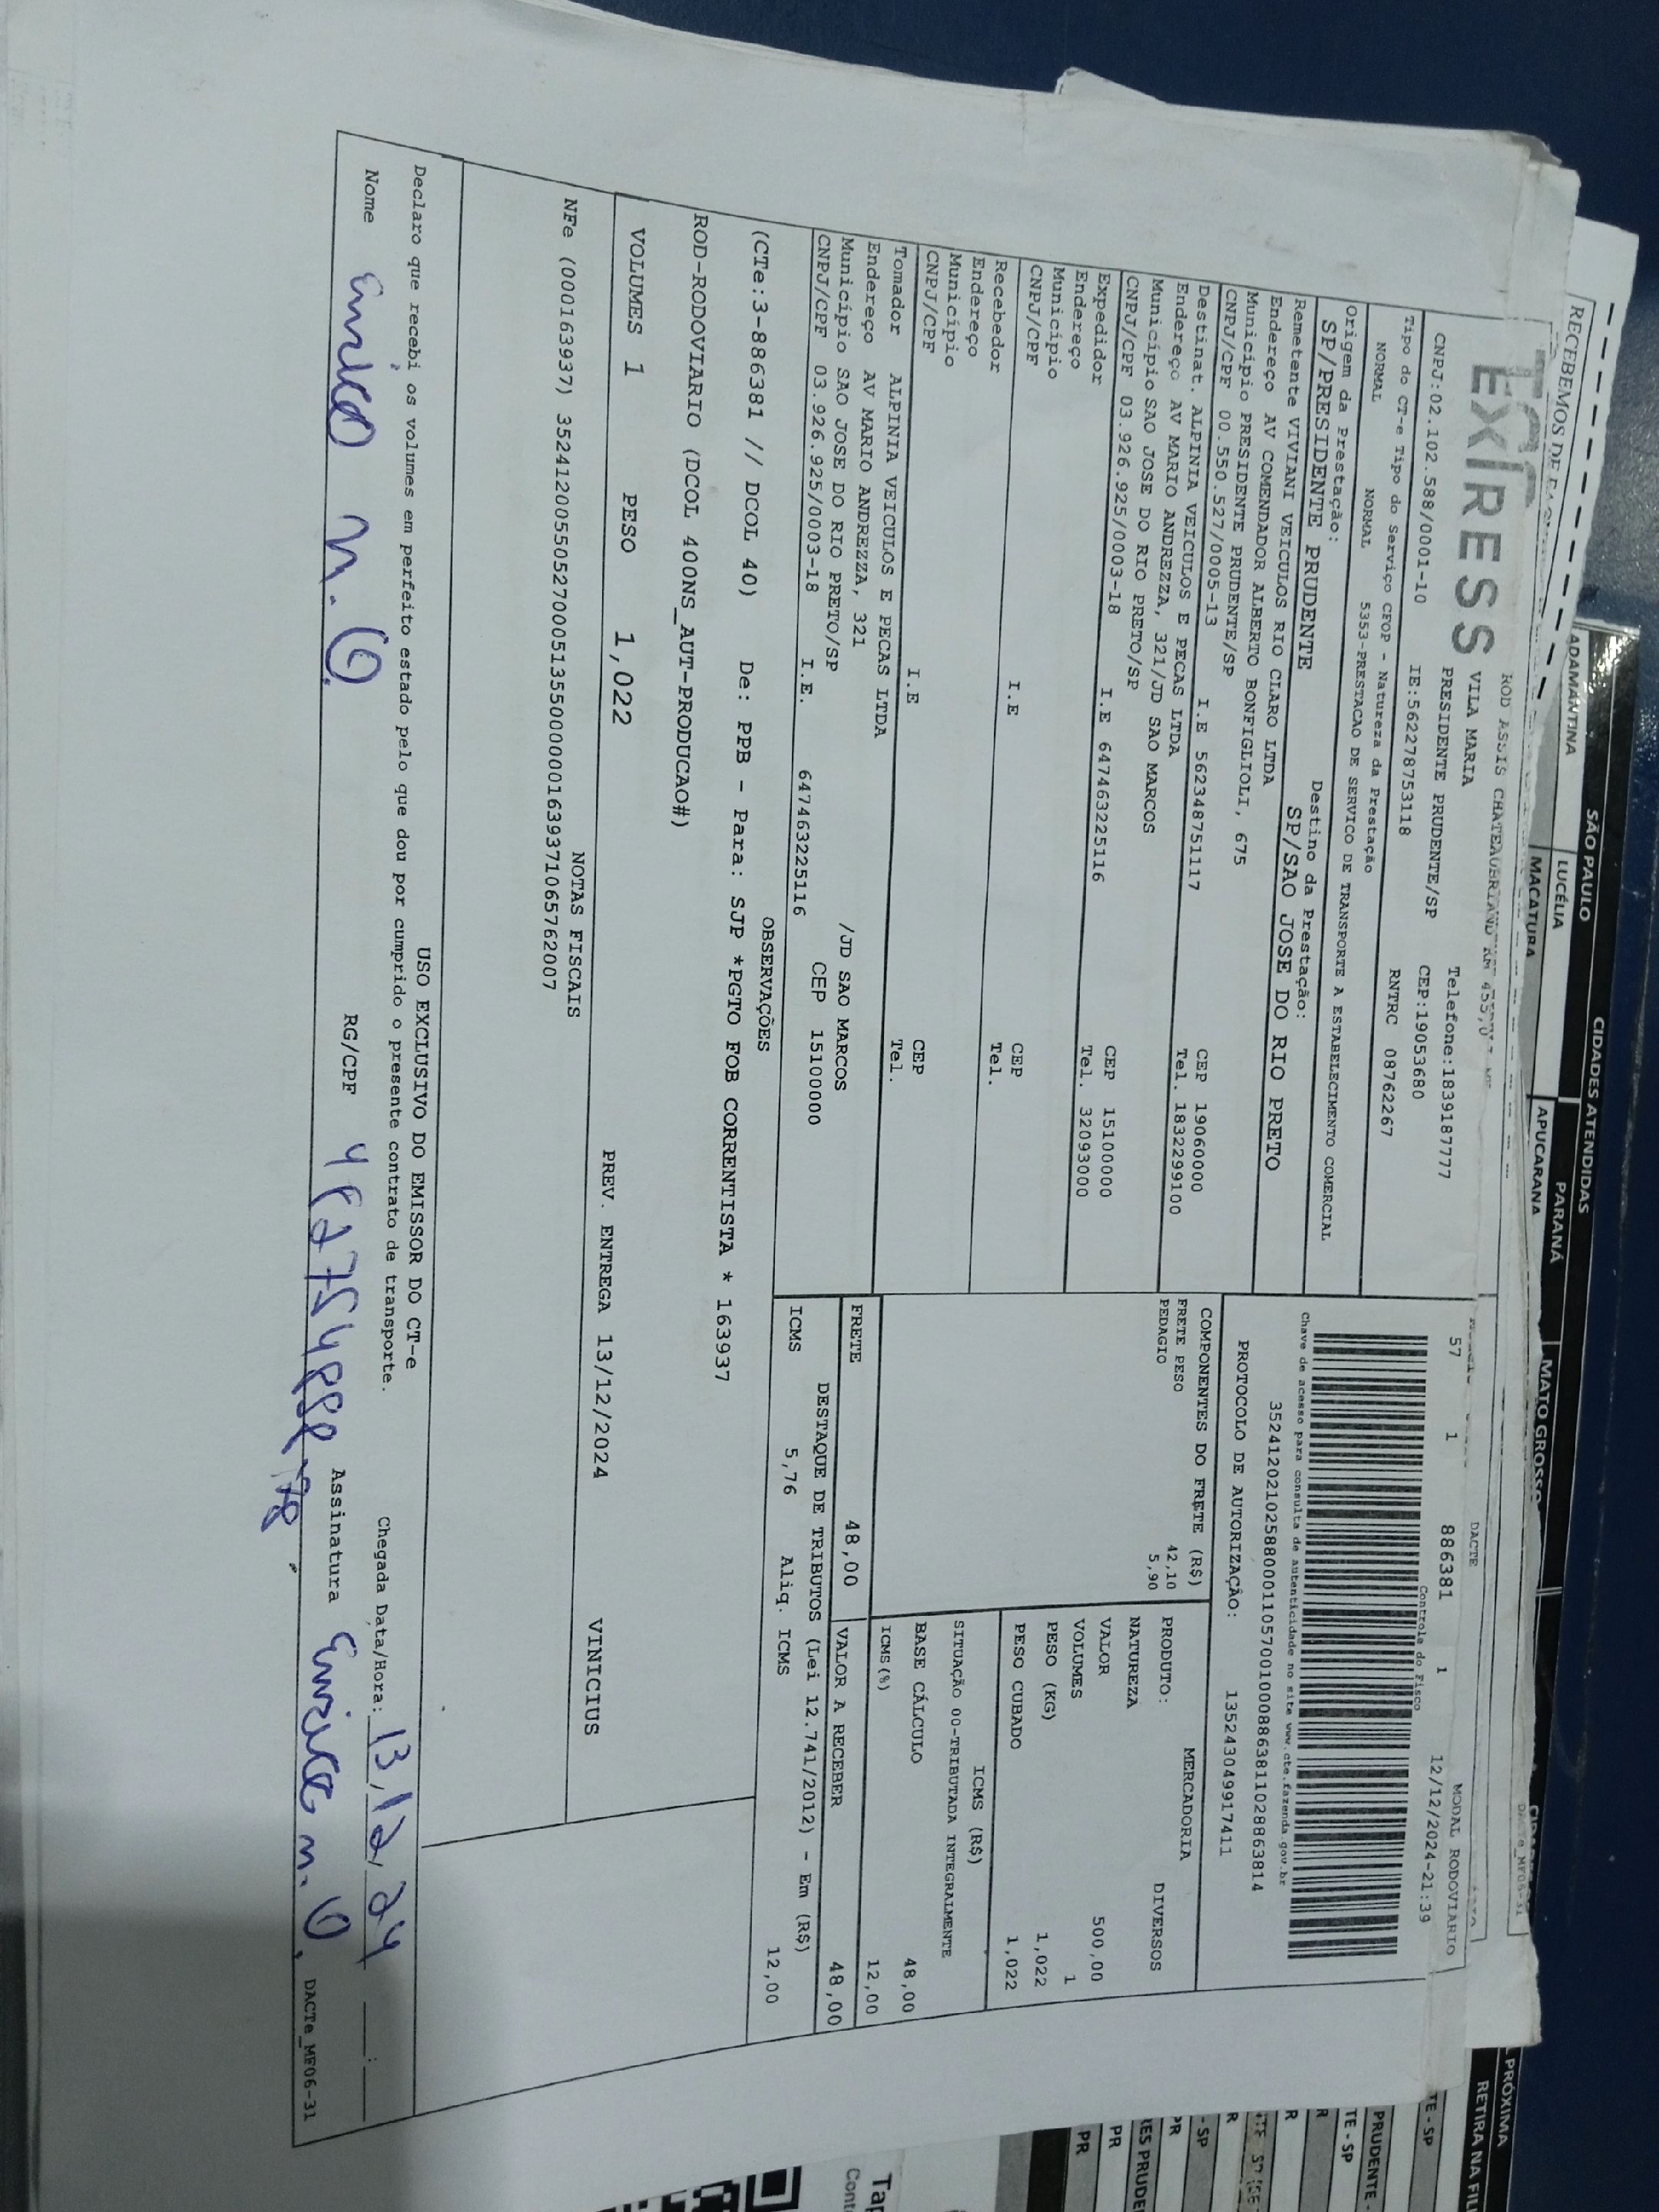 RECEBEMOS DE
EXPRESS
ROD ASSIS CHATEAUBRIAND KM 455,0
VILA MARIA
PRESIDENTE PRUDENTE/SP
Telefone:1839187777
CNPJ:02.102.588/0001-10 IE:562278753118 CEP:19053680
Tipo do CT-e Tipo do Serviço CFOP - Natureza da Prestação RNTRC 08762267
NORMAL NORMAL 5353-PRESTACAO DE SERVICO DE TRANSPORTE A ESTABELECIMENTO COMERCIAL
Origem da Prestação: Destino da Prestação:
SP/PRESIDENTE PRUDENTE SP/SAO JOSE DO RIO PRETO
Remetente VIVIANI VEICULOS RIO CLARO LTDA
Endereço AV COMENDADOR ALBERTO BONFIGLIOLI, 675
Município PRESIDENTE PRUDENTE/SP CEP 19060000
CNPJ/CPF 00.550.527/0005-13 I.E 562348751117 Tel. 1832299100
Destinat. ALPINIA VEICULOS E PECAS LTDA
Endereço AV MARIO ANDREZZA, 321/JD SAO MARCOS
Município SAO JOSE DO RIO PRETO/SP CEP 15100000
CNPJ/CPF 03.926.925/0003-18 I.E 647463225116 Tel. 32093000
Expedidor
Endereço
Município CEP
CNPJ/CPF I.E Tel.
Recebedor
Endereço
Município CEP
CNPJ/CPF I.E Tel.
Tomador ALPINIA VEICULOS E PECAS LTDA
Endereço AV MARIO ANDREZZA, 321 /JD SAO MARCOS
Município SAO JOSE DO RIO PRETO/SP CEP 15100000
CNPJ/CPF 03.926.925/0003-18 I.E. 647463225116
DACTE
MODAL RODOVIARIO
57 1 886381 1 12/12/2024-21:39
Controle do Fisco
Chave de acesso para consulta de autenticidade no site www.cte.fazenda.gov.br
35241202102588000110570010008863811028863814
PROTOCOLO DE AUTORIZAÇÃO: 135243049917411
COMPONENTES DO FRETE (R$)
FRETE PESO 42,10
PEDAGIO 5,90
MERCADORIA
PRODUTO: DIVERSOS
NATUREZA
VALOR 500,00
VOLUMES 1
PESO (KG) 1,022
PESO CUBADO 1,022
ICMS (R$)
SITUAÇÃO 00-TRIBUTADA INTEGRALMENTE
BASE CÁLCULO 48,00
ICMS(%) 12,00
FRETE 48,00 VALOR A RECEBER 48,00
DESTAQUE DE TRIBUTOS (Lei 12.741/2012) - Em (R$)
ICMS 5,76 Aliq. ICMS 12,00
OBSERVAÇÕES
(CTe:3-886381 // DCOL 40) De: PPB - Para: SJP *PGTO FOB CORRENTISTA * 163937
ROD-RODOVIARIO (DCOL 400NS_AUT-PRODUCAO#)
VOLUMES 1 PESO 1,022 PREV. ENTREGA 13/12/2024 VINICIUS
NOTAS FISCAIS
NFe (000163937) 35241200550527000513550000001639371065762007
USO EXCLUSIVO DO EMISSOR DO CT-e
Declaro que recebi os volumes em perfeito estado pelo que dou por cumprido o presente contrato de transporte.
Chegada Data/Hora: 13/12/24
Nome Enrico M.O. RG/CPF Assinatura Enrico M.O.
DACTe_MF06-31
CIDADES ATENDIDAS
SÃO PAULO PARANÁ MATO GROSSO
ADAMANTINA LUCÉLIA APUCARANA
PRÓXIMA
RETIRA NA FILI
PRUDENTE -
TE - SP